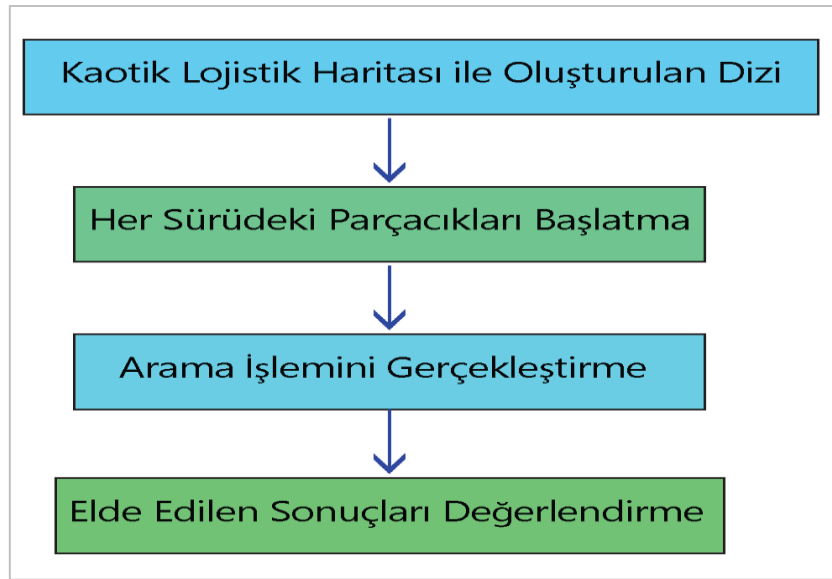 Kaotik Lojistik Haritası ile Oluşturulan Dizi
Her Sürüdeki Parçacıkları Başlatma
Arama İşlemini Gerçekleştirme
Elde Edilen Sonuçları Değerlendirme